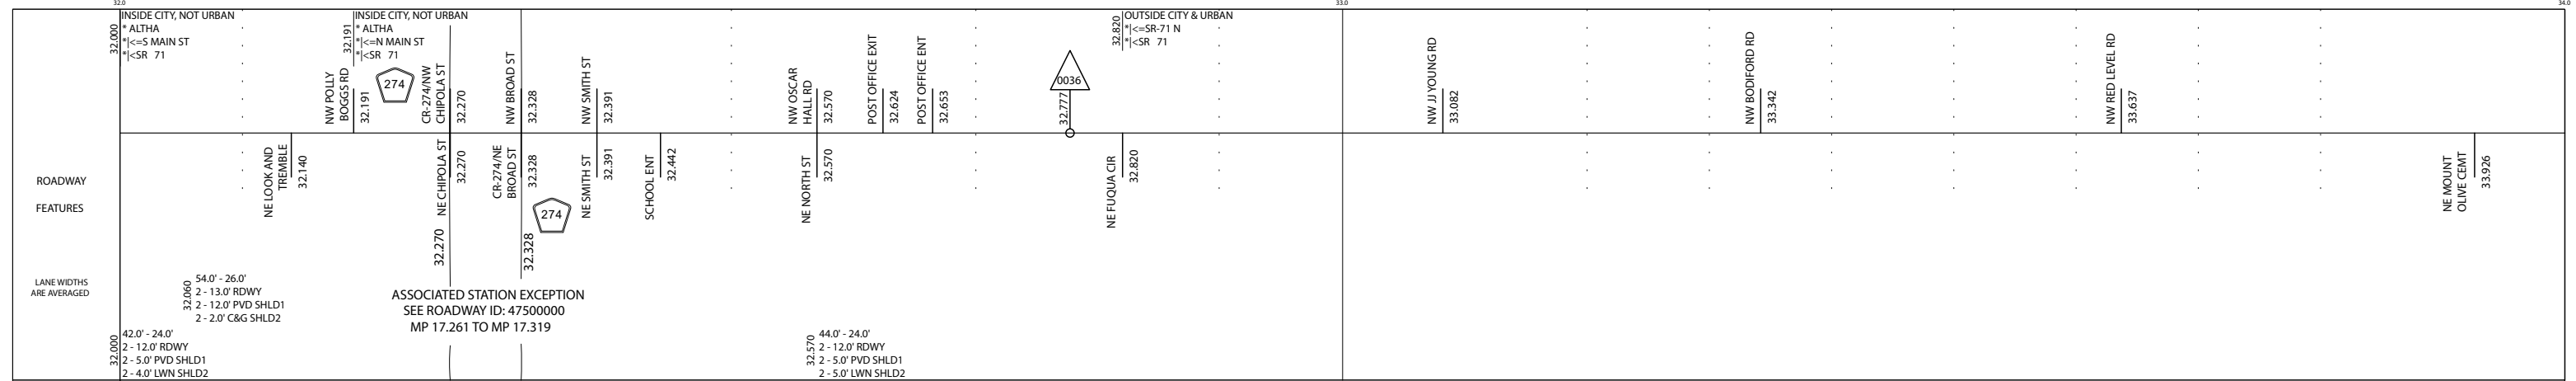 32.0
33.0
34.0
32.000
INSIDE CITY, NOT URBAN
* ALTHA
*|<=S MAIN ST
*|<SR 71
32.191
INSIDE CITY, NOT URBAN
* ALTHA
*|<=N MAIN ST
*|<SR 71
32.820
OUTSIDE CITY & URBAN
*|<=SR-71 N
*|<SR 71
NW POLLY
BOGGS RD
32.191
274
CR-274/NW
CHIPOLA ST
32.270
NW BROAD ST
32.328
NW SMITH ST
32.391
NW OSCAR
HALL RD
32.570
POST OFFICE EXIT
32.624
POST OFFICE ENT
32.653
0036
32.777
NW JJ YOUNG RD
33.082
NW BODIFORD RD
33.342
NW RED LEVEL RD
33.637
ROADWAY
FEATURES
NE LOOK AND
TREMBLE
32.140
NE CHIPOLA ST
32.270
CR-274/NE
BROAD ST
32.328
274
NE SMITH ST
32.391
SCHOOL ENT
32.442
NE NORTH ST
32.570
NE FUQUA CIR
32.820
NE MOUNT
OLIVE CEMT
33.926
32.270
32.328
LANE WIDTHS
ARE AVERAGED
32.060
54.0' - 26.0'
2 - 13.0' RDWY
2 - 12.0' PVD SHLD1
2 - 2.0' C&G SHLD2
ASSOCIATED STATION EXCEPTION
SEE ROADWAY ID: 47500000
MP 17.261 TO MP 17.319
32.000
42.0' - 24.0'
2 - 12.0' RDWY
2 - 5.0' PVD SHLD1
2 - 4.0' LWN SHLD2
32.570
44.0' - 24.0'
2 - 12.0' RDWY
2 - 5.0' PVD SHLD1
2 - 5.0' LWN SHLD2